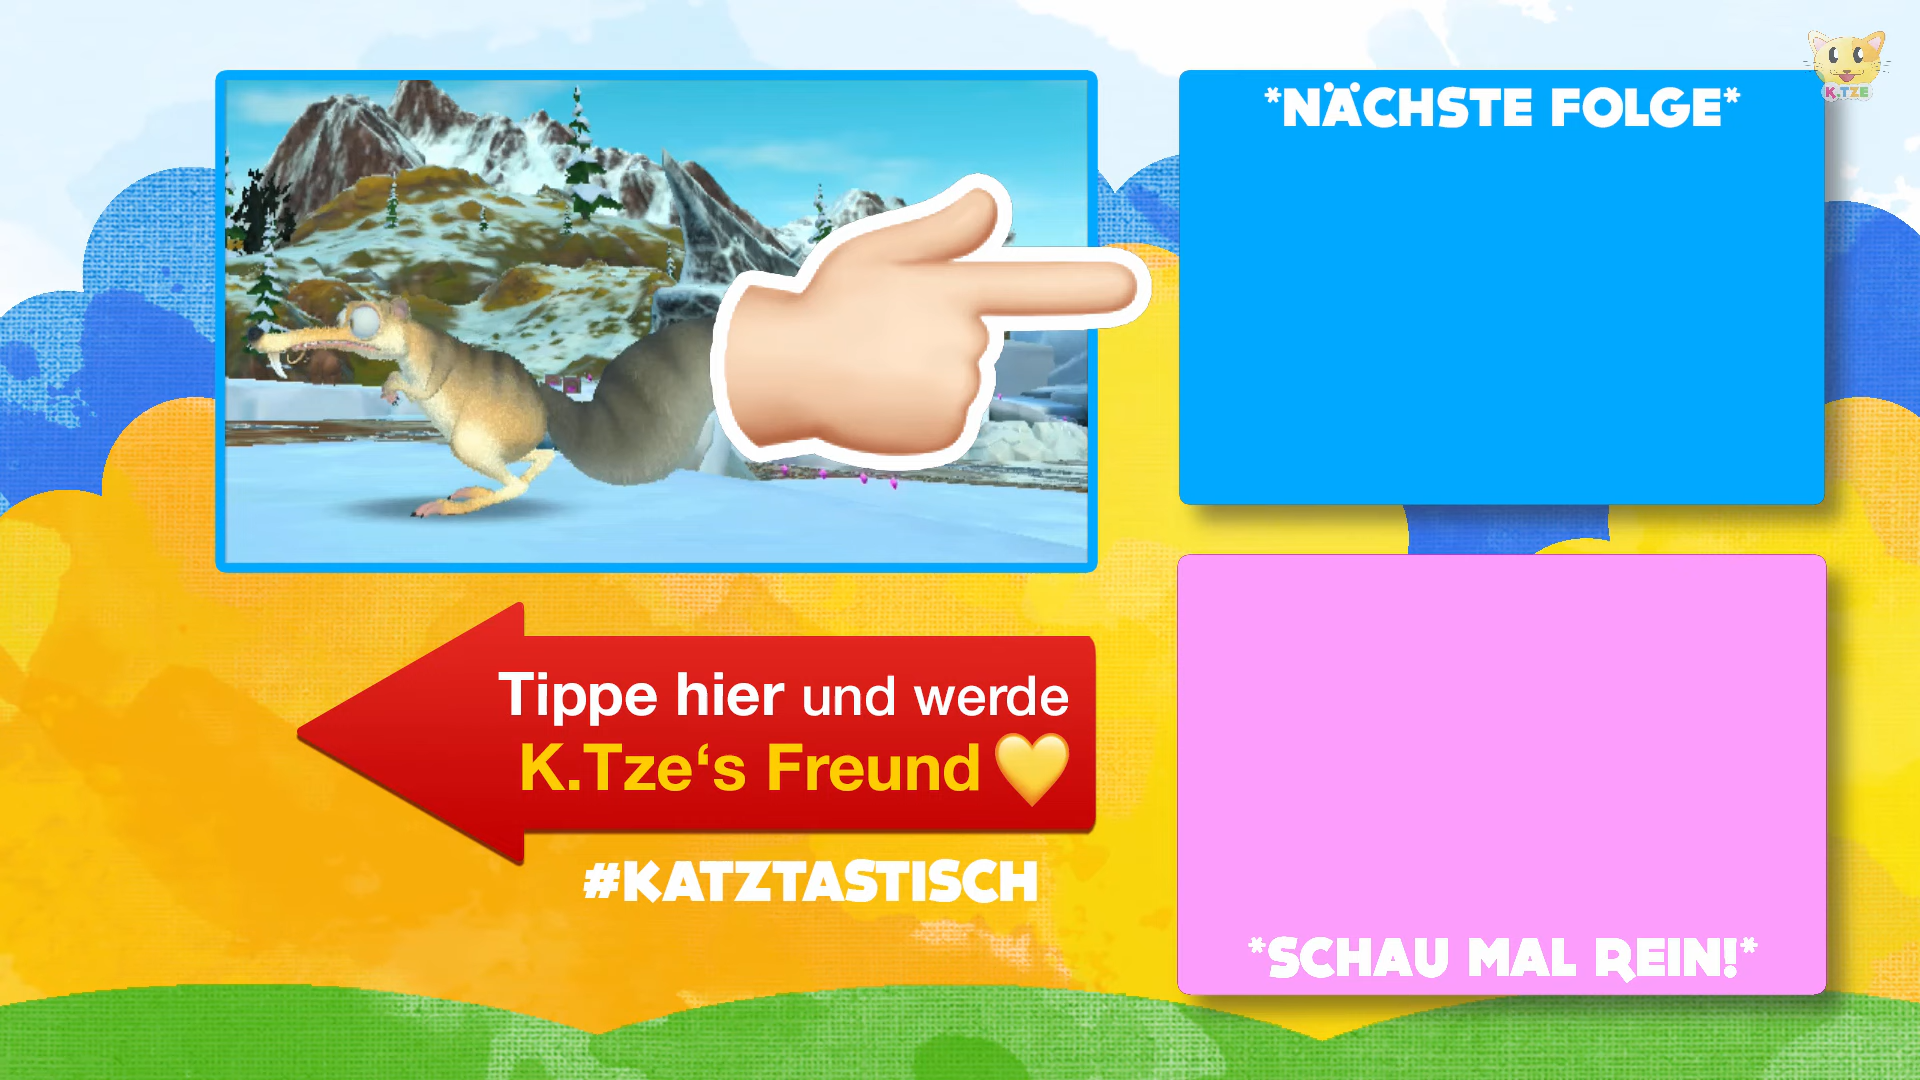 *NÄCHSTE FOLGE*
K.TZE
Tippe hier und werde
K.Tze‘s Freund
#KATZTASTISCH
*SCHAU MAL REIN!*